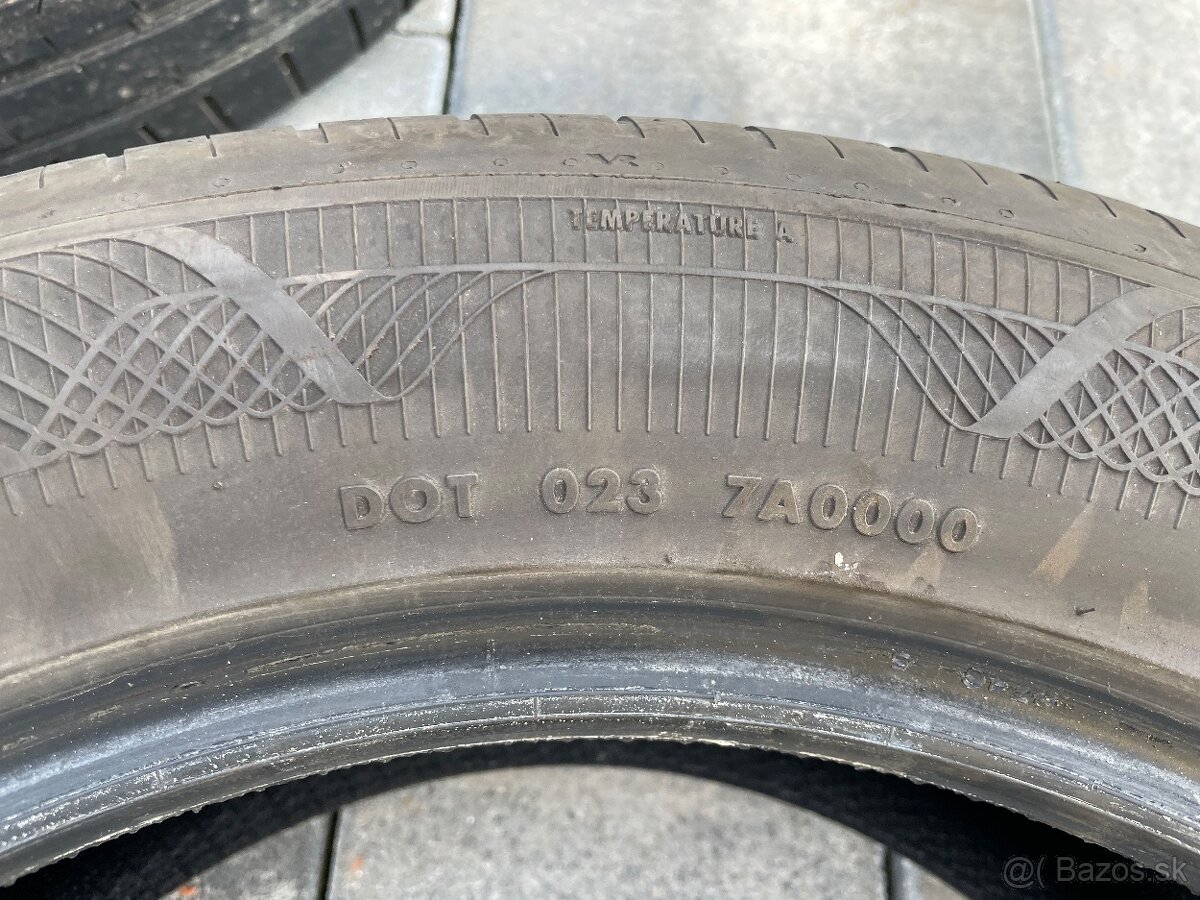 TEMPERATURE A
DOT 023 7A0000
@( Bazos.sk